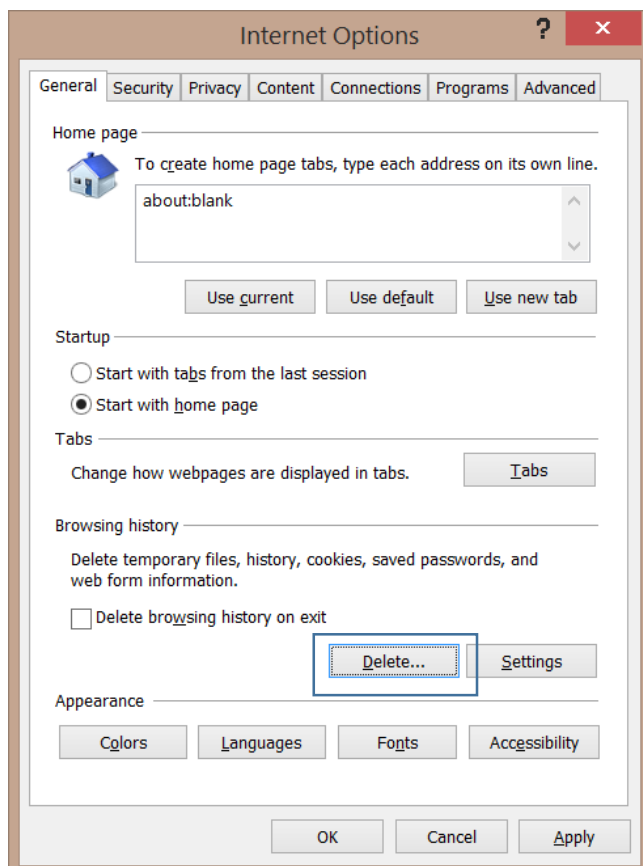 Internet Options
?
x
General Security Privacy Content Connections Programs Advanced
Home page
To create home page tabs, type each address on its own line.
about:blank
Use current Use default Use new tab
Startup
Start with tabs from the last session
Start with home page
Tabs
Change how webpages are displayed in tabs. Tabs
Browsing history
Delete temporary files, history, cookies, saved passwords, and
web form information.
Delete browsing history on exit
Delete... Settings
Appearance
Colors Languages Fonts Accessibility
OK Cancel Apply